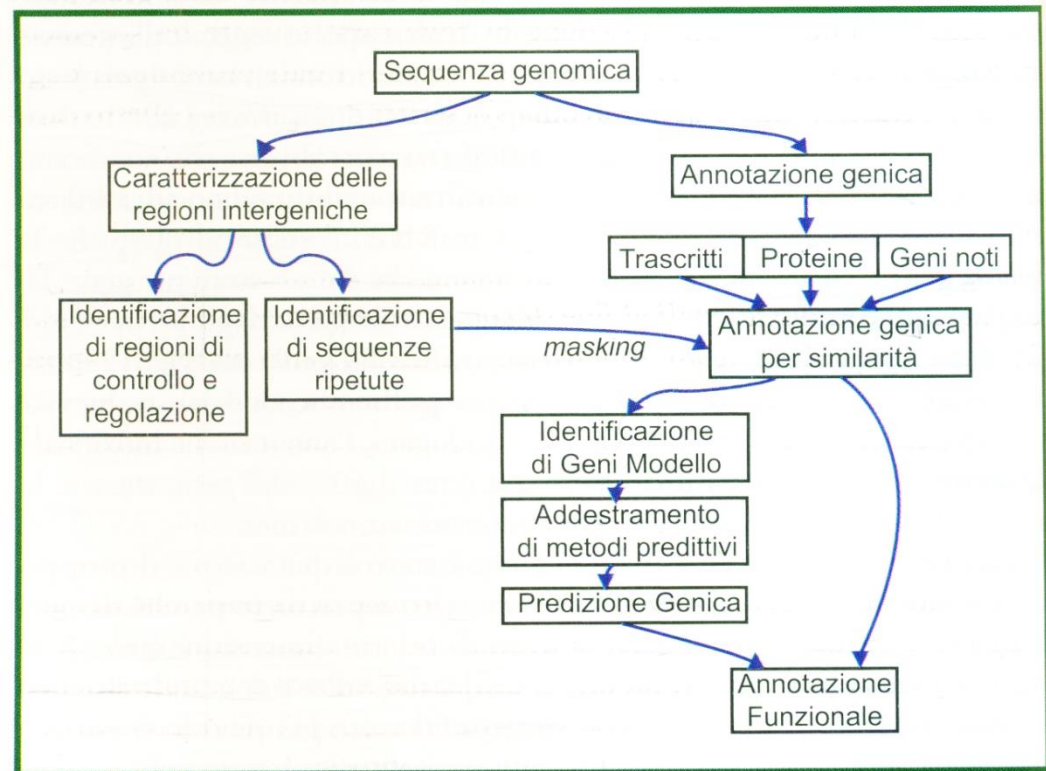 Sequenza genomica
Caratterizzazione delle
regioni intergeniche
Annotazione genica
Trascritti
Proteine
Geni noti
Identificazione
di regioni di
controllo e
regolazione
Identificazione
di sequenze
ripetute
masking
Annotazione genica
per similarità
Identificazione
di Geni Modello
Addestramento
di metodi predittivi
Predizione Genica
Annotazione
Funzionale